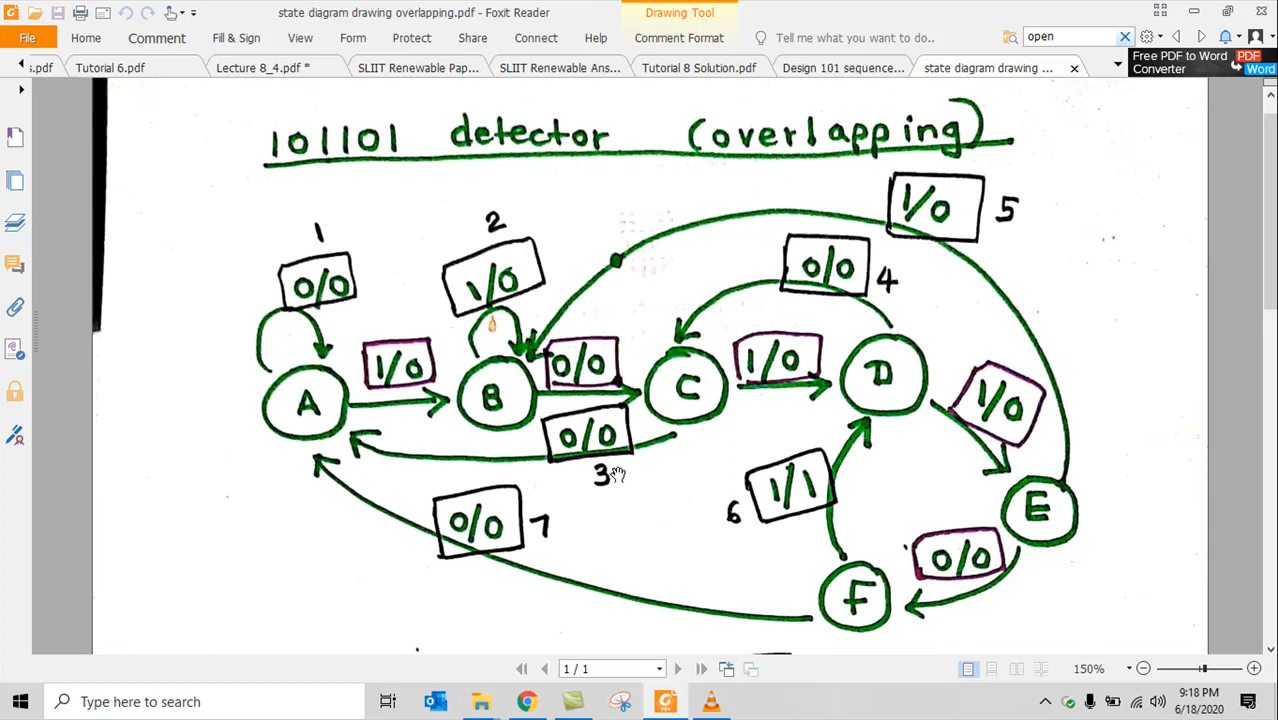 state diagram drawing overlapping.pdf - Foxit Reader
Drawing Tool
File Home Comment Fill & Sign View Form Protect Share Connect Help Comment Format Tell me what you want to do.. open
s.pdf Tutorial 6.pdf Lecture 8_4.pdf * SLIIT Renewable Pap... SLIIT Renewable Ans... Tutorial 8 Solution.pdf Design 101 sequence... state diagram drawing ...
Free PDF to Word PDF
Converter Word
101101 detector (overlapping)
1/0 5
1 2
0/0 1/0 0/0 4
1/0 0/0 1/0
A B C D
1/0
0/0
3
1/1
6
0/0 7
E
0/0
F
1 / 1 150%
Type here to search
9:18 PM
6/18/2020